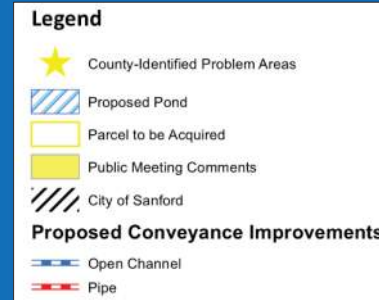 Legend
County-Identified Problem Areas
Proposed Pond
Parcel to be Acquired
Public Meeting Comments
City of Sanford
Proposed Conveyance Improvements
Open Channel
Pipe